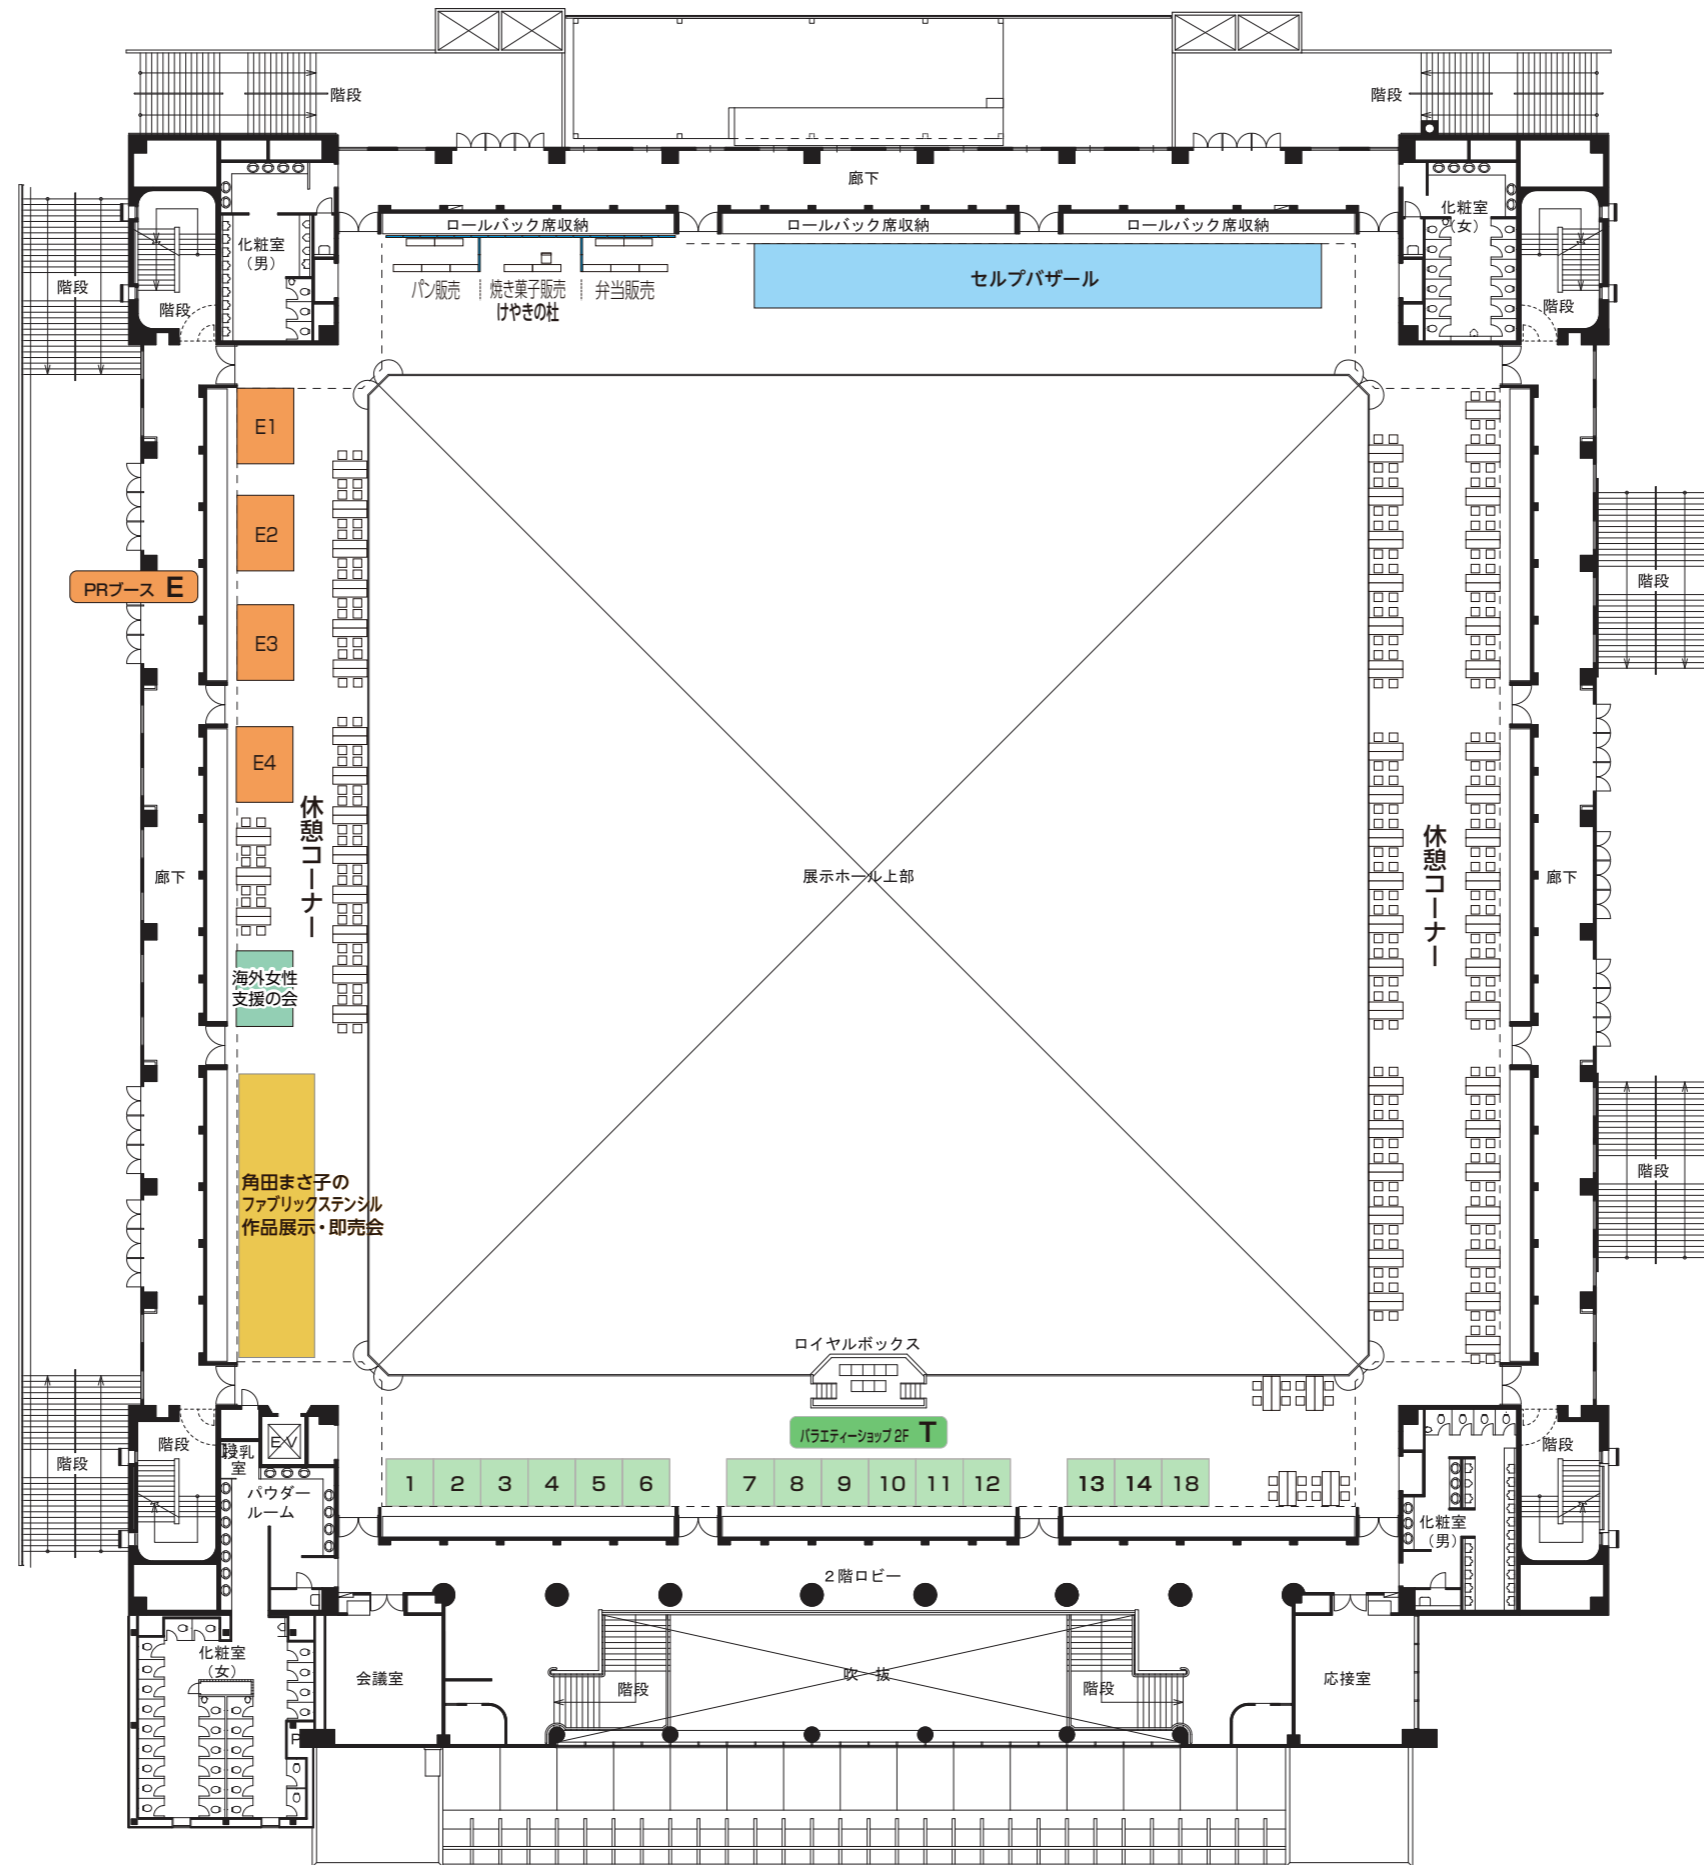 階段
階段
廊下
ロールバック席収納
ロールバック席収納
ロールバック席収納
化粧室
（男）
化粧室
（女）
階段
階段
階段
パン販売
焼き菓子販売
けやきの杜
弁当販売
セルプバザール
E1
E2
PRブース E
階段
E3
E4
休憩コーナー
休憩コーナー
廊下
展示ホール上部
廊下
海外女性
支援の会
角田まさ子の
ファブリックステンシル
作品展示・即売会
階段
ロイヤルボックス
バラエティーショップ 2F T
階段
階段
EV
授乳
室
パウダー
ルーム
階段
1 2 3 4 5 6
7 8 9 10 11 12
13 14 18
化粧室
（男）
2階ロビー
化粧室
（女）
会議室
階段
吹 抜
階段
応接室
P